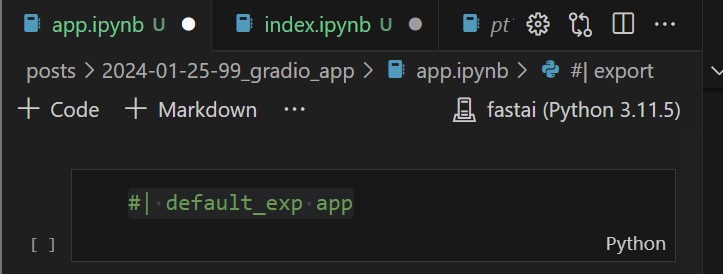 app.ipynb U index.ipynb U pt
posts > 2024-01-25-99_gradio_app > app.ipynb > #| export
+ Code + Markdown ... fastai (Python 3.11.5)
#| default_exp app
[ ] Python